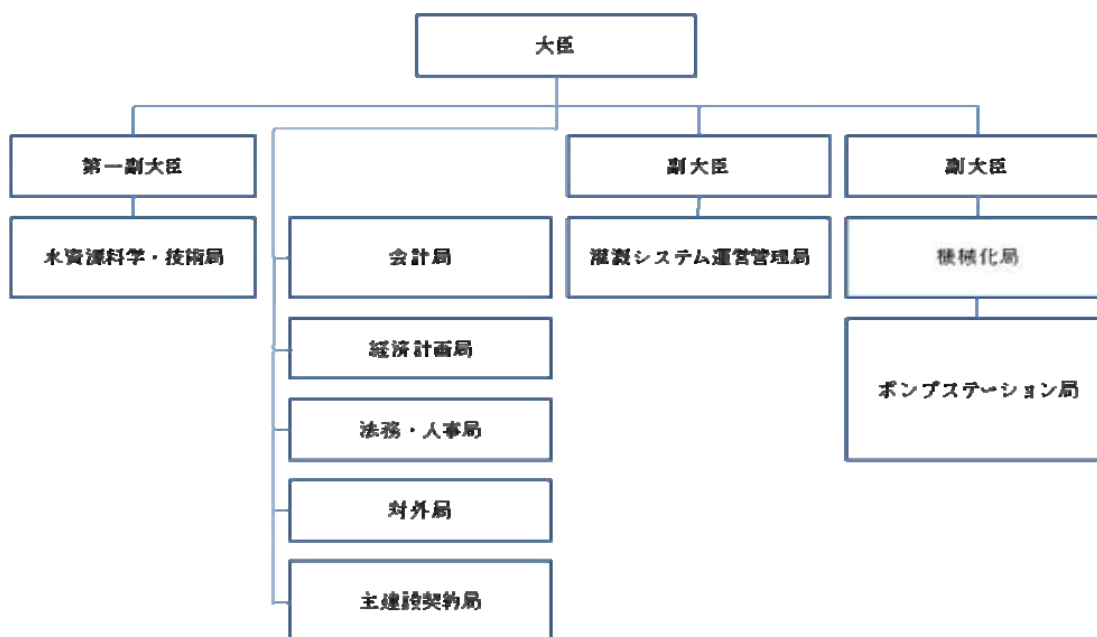 大臣
第一副大臣
副大臣
副大臣
水資源科学・技術局
会計局
灌漑システム運営管理局
機械化局
経済計画局
ポンプステーション局
法務・人事局
対外局
主建設契約局